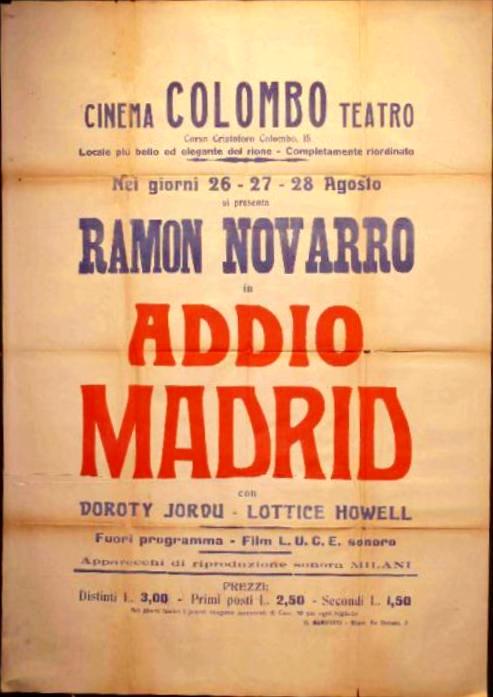 CINEMA COLOMBO TEATRO
Corso Cristoforo Colombo, 15
Locale più bello ed elegante del rione - Completamente riordinato
Nei giorni 26 - 27 - 28 Agosto
si presenta
RAMON NOVARRO
in
ADDIO
MADRID
con
DOROTY JORDU - LOTTICE HOWELL
Fuori programma - Film L. U. C. E. sonoro
Apparecchi di riproduzione sonora MILANI
PREZZI:
Distinti L. 3,00 - Primi posti L. 2,50 - Secondi L. 1,50